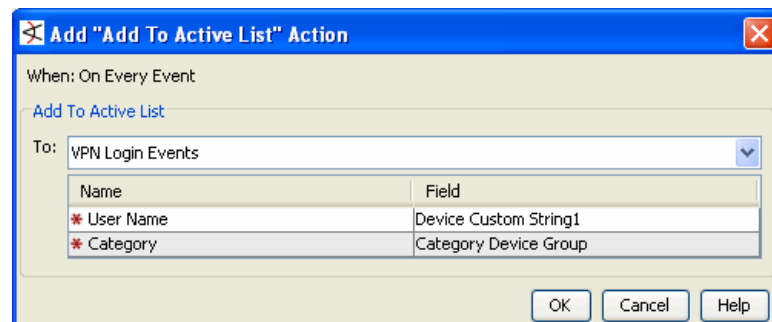 Add "Add To Active List" Action
When: On Every Event
Add To Active List
To: VPN Login Events
Name Field
* User Name Device Custom String1
* Category Category Device Group
OK Cancel Help